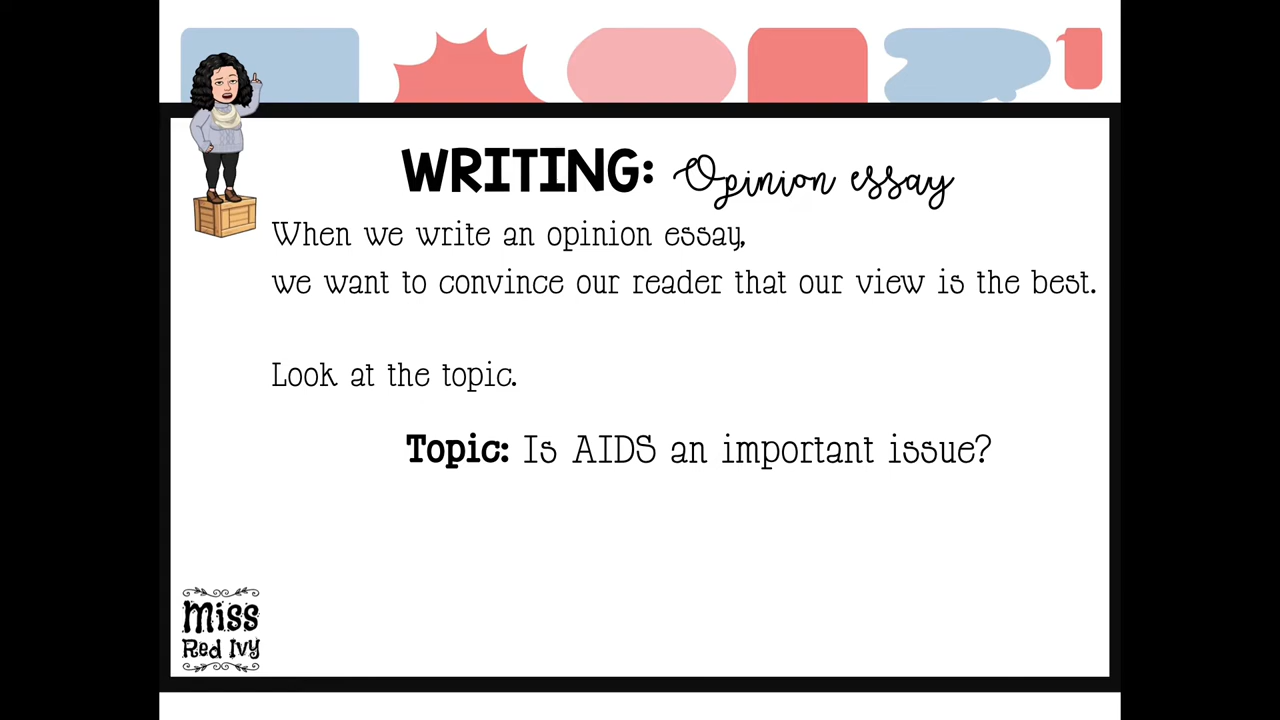 WRITING: Opinion essay
When we write an opinion essay,
we want to convince our reader that our view is the best.
Look at the topic.
Topic: Is AIDS an important issue?
Miss
Red Ivy